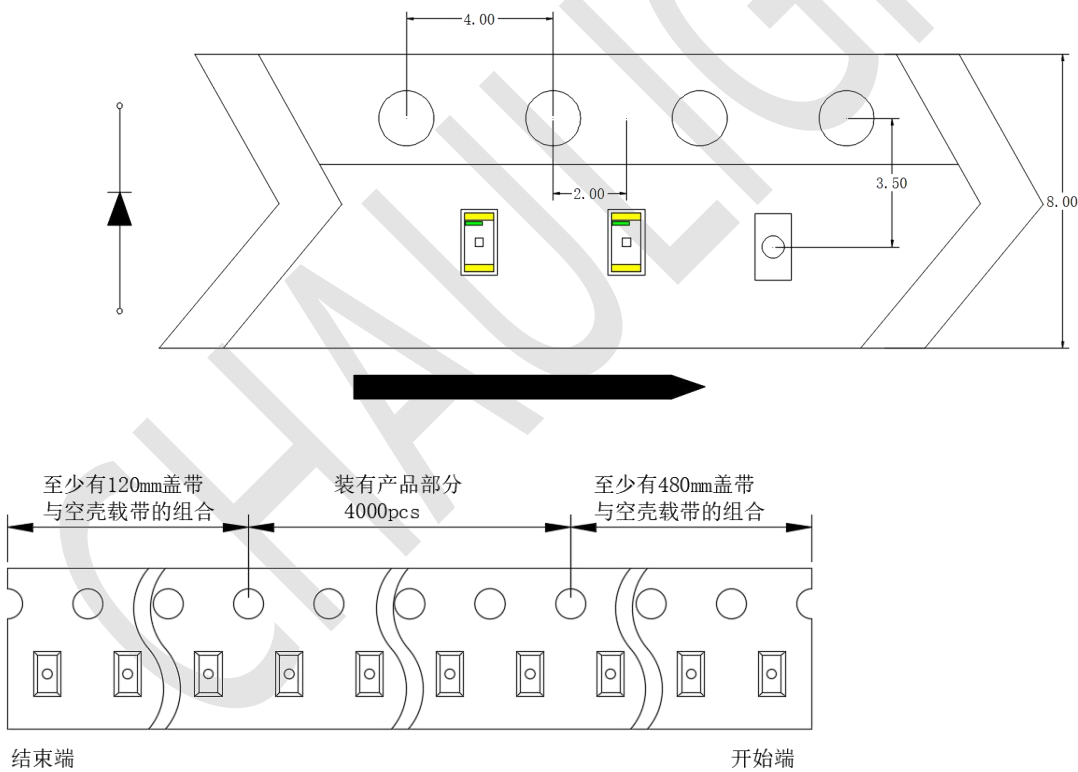 4.00
2.00
3.50
8.00
至少有120mm盖带
与空壳载带的组合
装有产品部分
4000pcs
至少有480mm盖带
与空壳载带的组合
结束端
开始端
CHAULIG